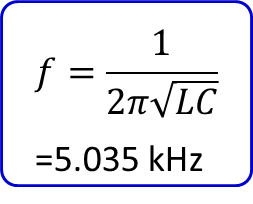 f = 1 / 2π√LC
=5.035 kHz